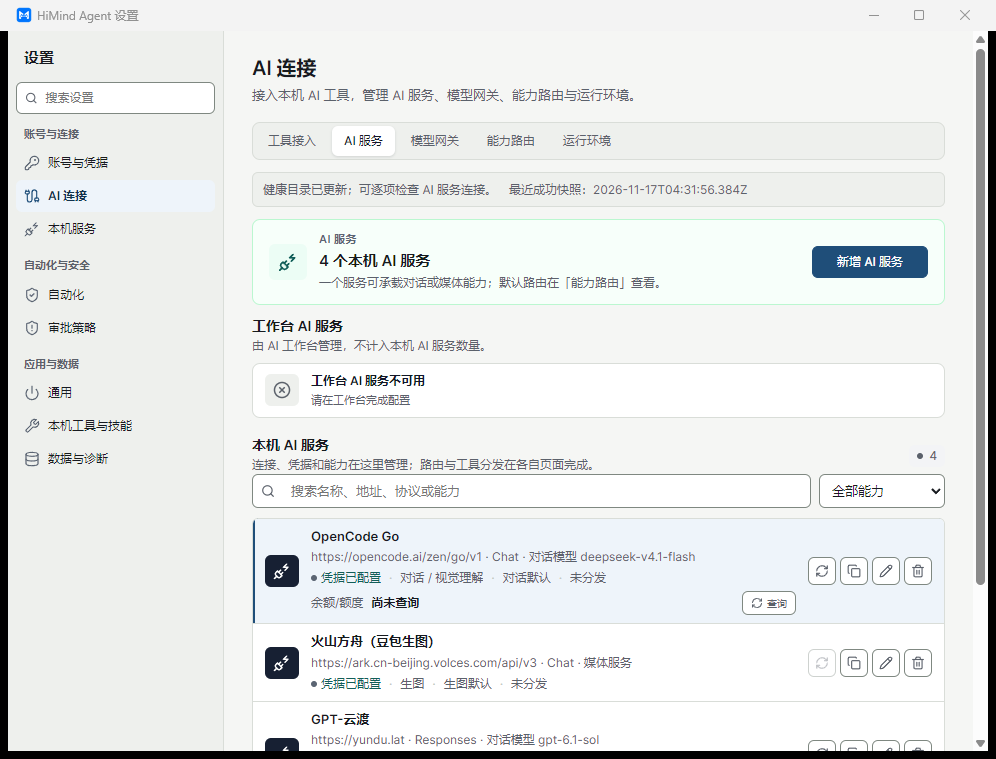 HiMind Agent 设置
设置
搜索设置
账号与连接
账号与凭据
AI 连接
本机服务
自动化与安全
自动化
审批策略
应用与数据
通用
本机工具与技能
数据与诊断
AI 连接
接入本机 AI 工具，管理 AI 服务、模型网关、能力路由与运行环境。
工具接入 AI 服务 模型网关 能力路由 运行环境
健康目录已更新；可逐项检查 AI 服务连接。 最近成功快照：2026-11-17T04:31:56.384Z
AI 服务
4 个本机 AI 服务
一个服务可承载对话或媒体能力；默认路由在「能力路由」查看。
新增 AI 服务
工作台 AI 服务
由 AI 工作台管理，不计入本机 AI 服务数量。
工作台 AI 服务不可用
请在工作台完成配置
本机 AI 服务
连接、凭据和能力在这里管理；路由与工具分发在各自页面完成。
4
搜索名称、地址、协议或能力
全部能力
OpenCode Go
https://opencode.ai/zen/go/v1 · Chat · 对话模型 deepseek-v4.1-flash
凭据已配置 · 对话 / 视觉理解 · 对话默认 · 未分发
余额/额度 尚未查询
查询
火山方舟（豆包生图）
https://ark.cn-beijing.volces.com/api/v3 · Chat · 媒体服务
凭据已配置 · 生图 · 生图默认 · 未分发
GPT-云渡
https://yundu.lat · Responses · 对话模型 gpt-6.1-sol